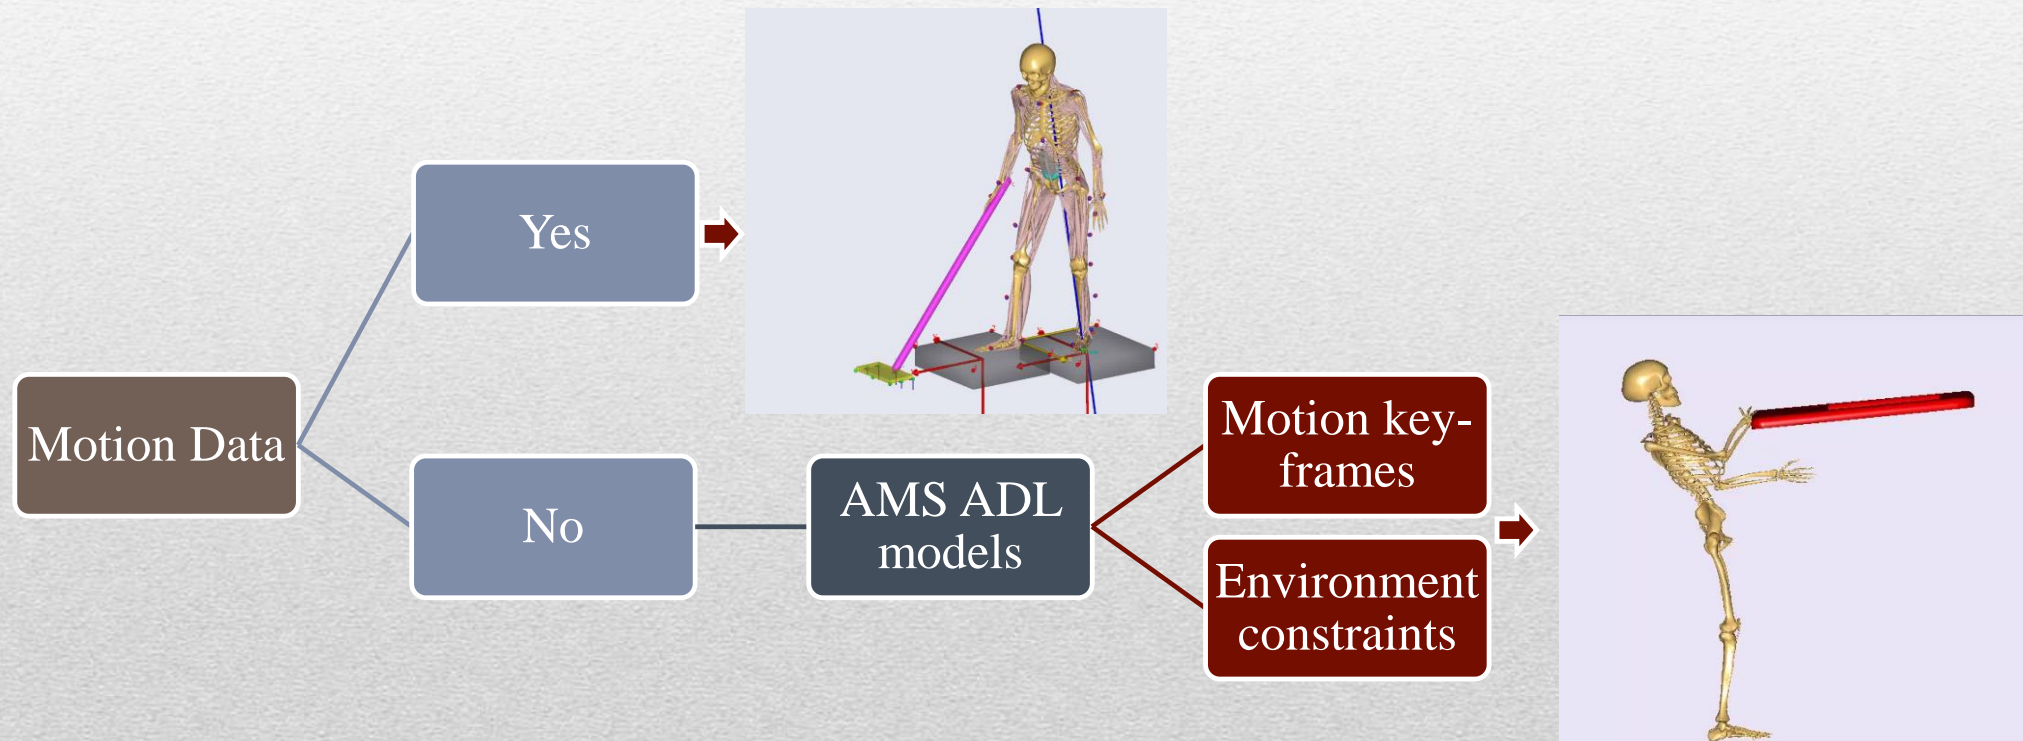 Motion Data
Yes
No
AMS ADL
models
Motion key-
frames
Environment
constraints